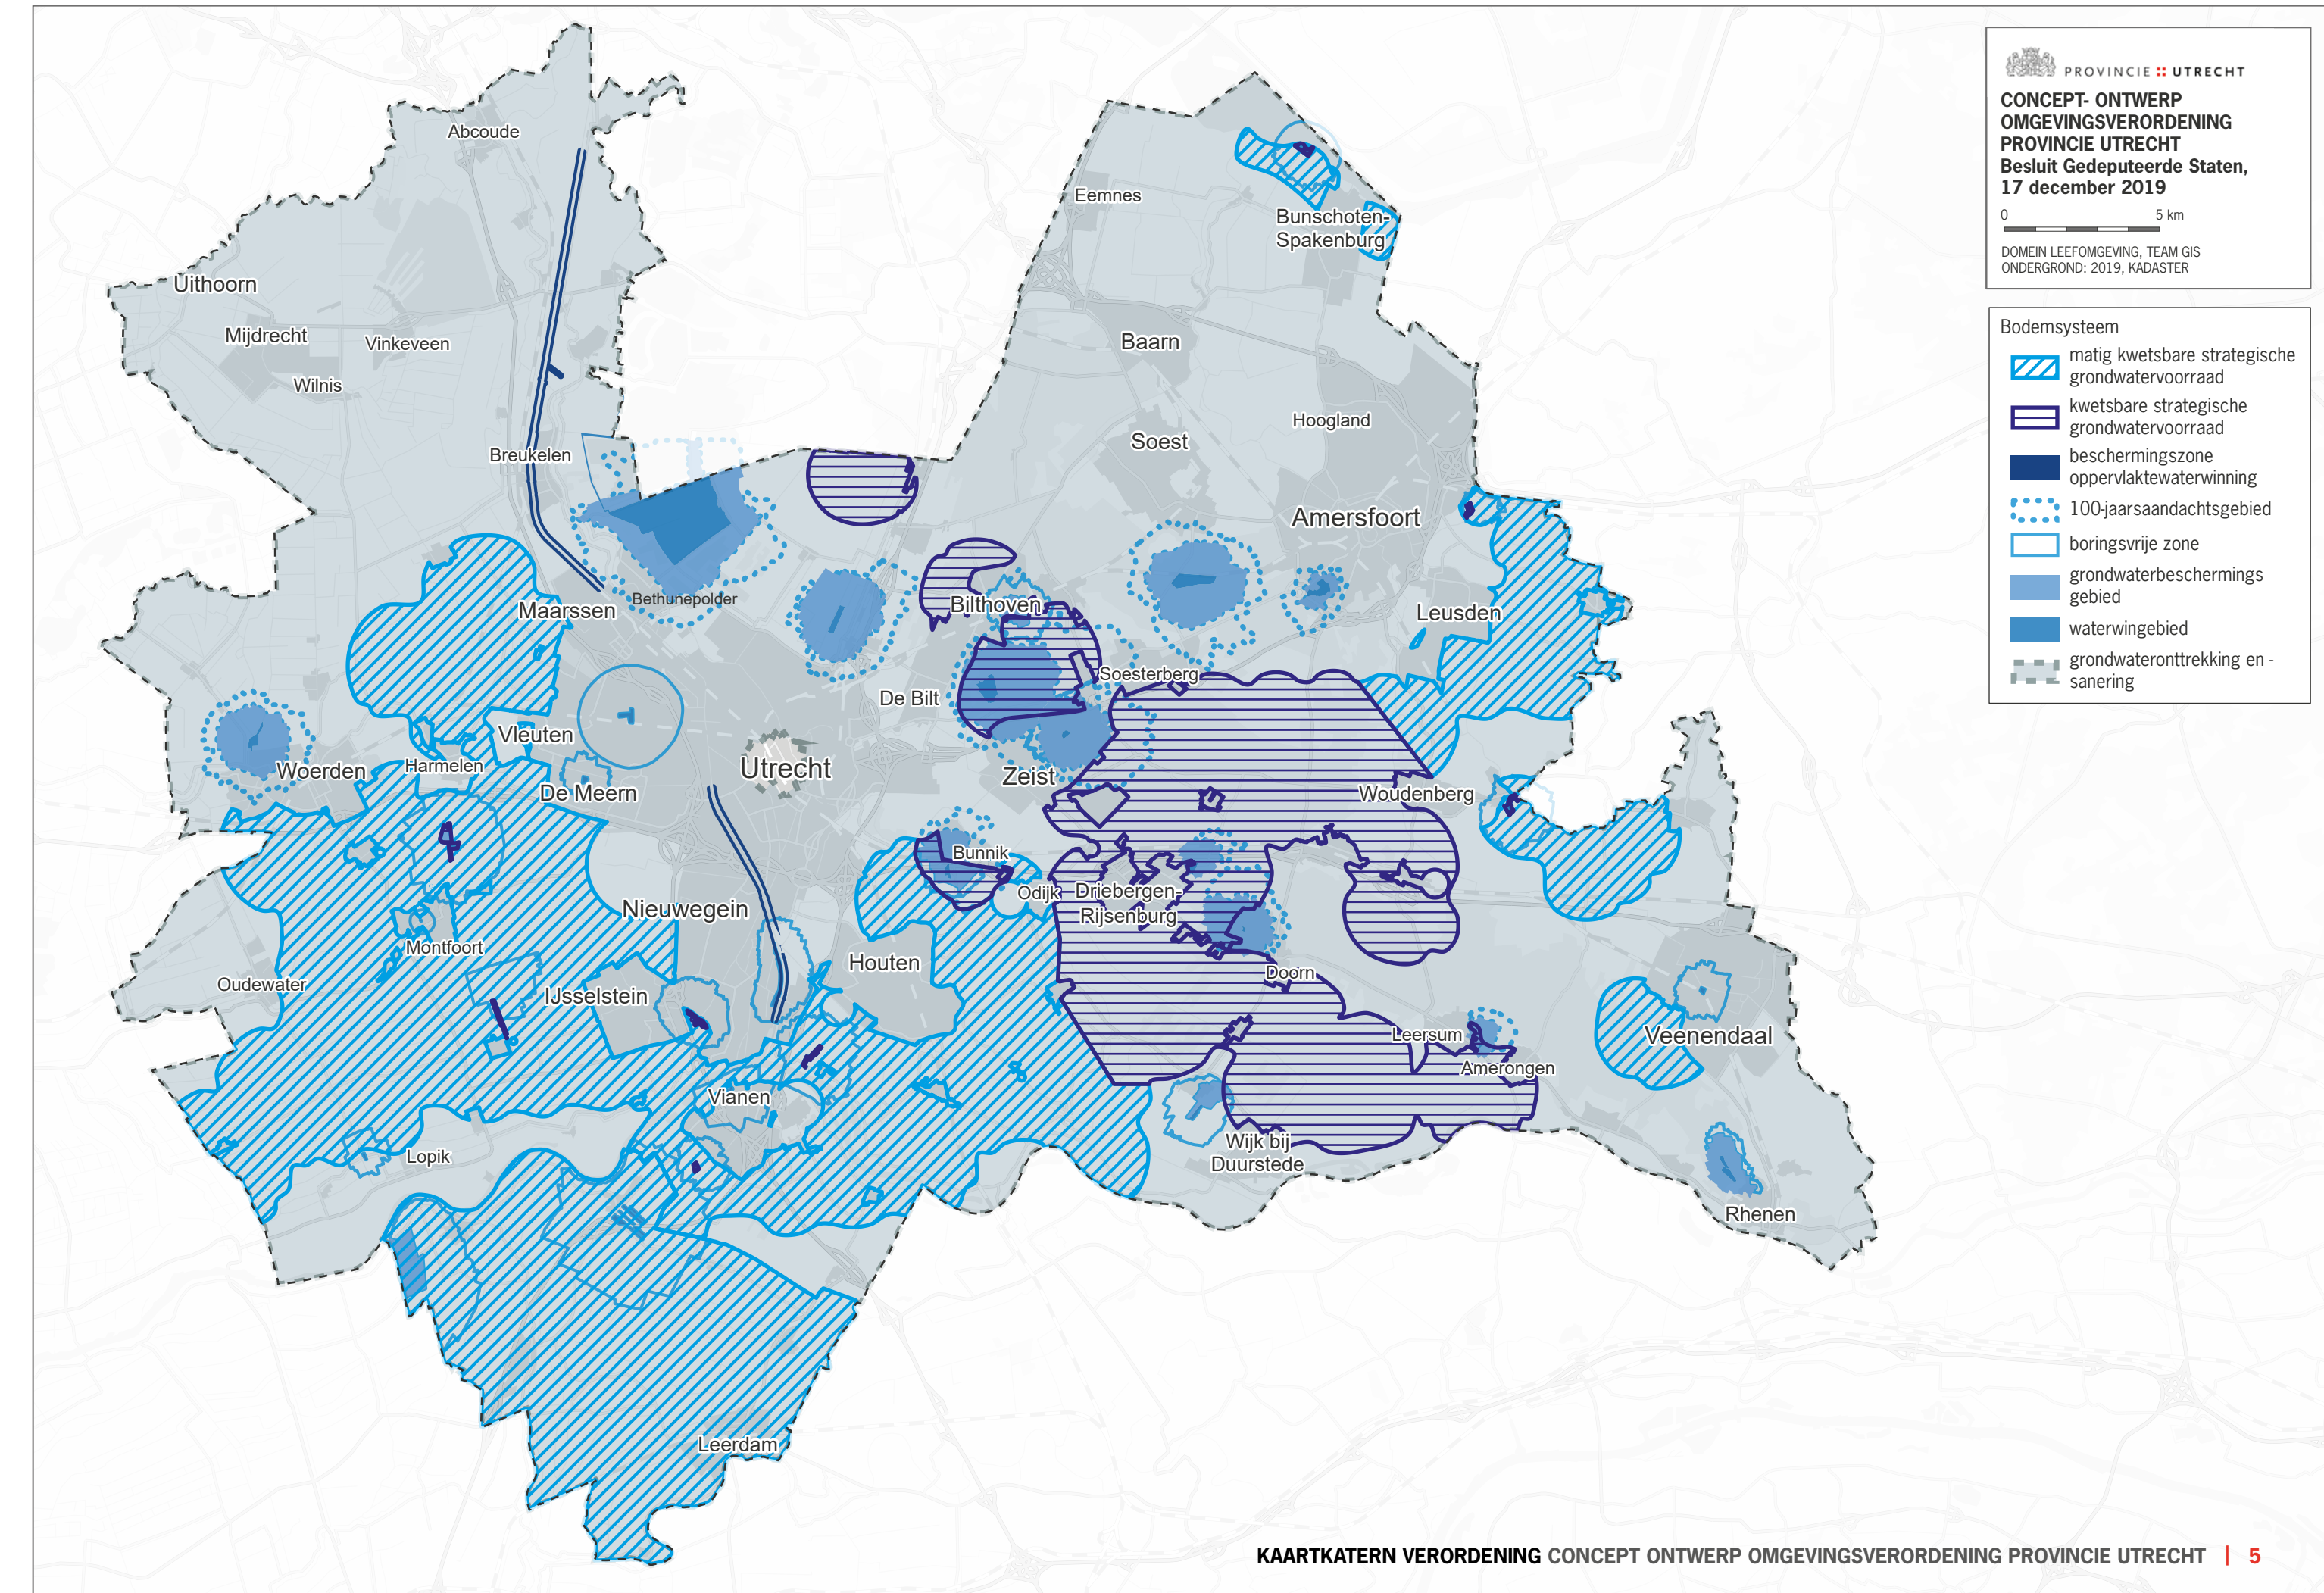 PROVINCIE :: UTRECHT
CONCEPT- ONTWERP
OMGEVINGSVERORDENING
PROVINCIE UTRECHT
Besluit Gedeputeerde Staten,
17 december 2019
0 5 km
DOMEIN LEEFOMGEVING, TEAM GIS
ONDERGROND: 2019, KADASTER
Bodemsysteem
matig kwetsbare strategische
grondwatervoorraad
kwetsbare strategische
grondwatervoorraad
beschermingszone
oppervlaktewaterwinning
100-jaarsaandachtsgebied
boringsvrije zone
grondwaterbeschermings
gebied
waterwingebied
grondwateronttrekking en -
sanering
Abcoude
Eemnes
Bunschoten-
Spakenburg
Uithoorn
Mijdrecht
Vinkeveen
Baarn
Wilnis
Hoogland
Soest
Breukelen
Amersfoort
Bethunepolder
Bilthoven
Maarssen
Leusden
Soesterberg
De Bilt
Vleuten
Harmelen
Woerden
Utrecht
Zeist
De Meern
Woudenberg
Bunnik
Odijk
Driebergen-
Rijsenburg
Nieuwegein
Montfoort
Houten
Doorn
Oudewater
IJsselstein
Leersum
Veenendaal
Amerongen
Vianen
Wijk bij
Duurstede
Lopik
Rhenen
Leerdam
KAARTKATERN VERORDENING CONCEPT ONTWERP OMGEVINGSVERORDENING PROVINCIE UTRECHT | 5